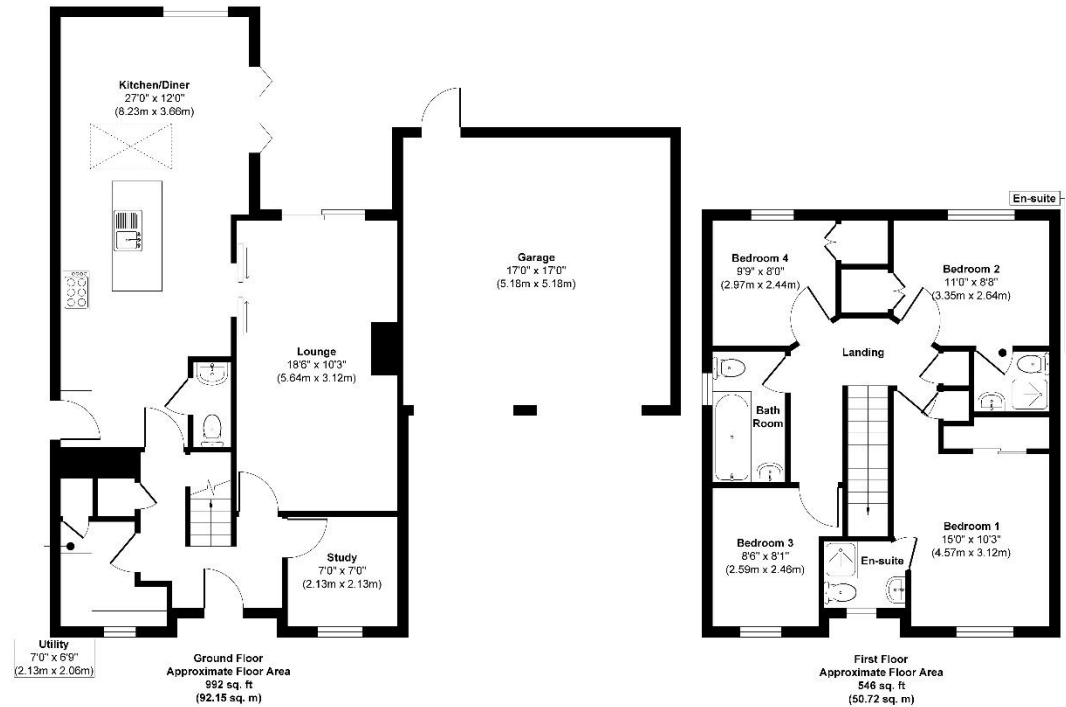 Kitchen/Diner
27'0" x 12'0"
(8.23m x 3.66m)
Garage
17'0" x 17'0"
(5.18m x 5.18m)
Lounge
18'6" x 10'3"
(5.64m x 3.12m)
Study
7'0" x 7'0"
(2.13m x 2.13m)
Utility
7'0" x 6'9"
(2.13m x 2.06m)
Ground Floor
Approximate Floor Area
992 sq. ft
(92.15 sq. m)
En-suite
Bedroom 4
9'9" x 8'0"
(2.97m x 2.44m)
Bedroom 2
11'0" x 8'8"
(3.35m x 2.64m)
Landing
Bath
Room
Bedroom 3
8'6" x 8'1"
(2.59m x 2.46m)
En-suite
Bedroom 1
15'0" x 10'3"
(4.57m x 3.12m)
First Floor
Approximate Floor Area
546 sq. ft
(50.72 sq. m)